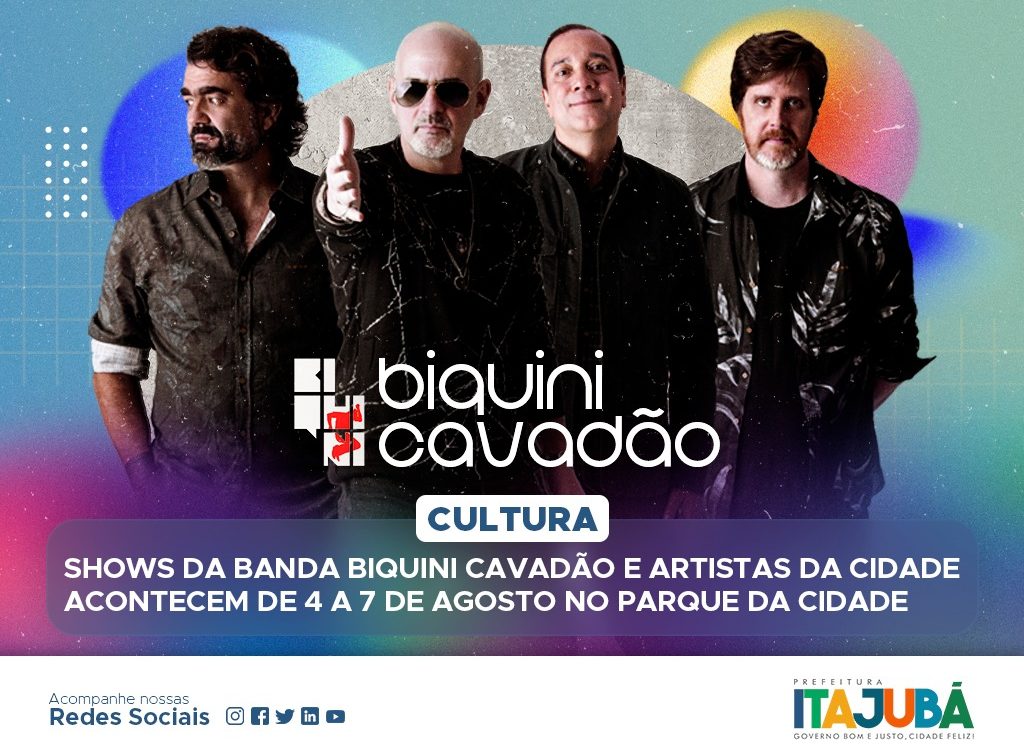 biquini
cavadão
CULTURA
SHOWS DA BANDA BIQUINI CAVADÃO E ARTISTAS DA CIDADE
ACONTECEM DE 4 A 7 DE AGOSTO NO PARQUE DA CIDADE
Acompanhe nossas
Redes Sociais
PREFEITURA
ITAJUBÁ
GOVERNO BOM E JUSTO, CIDADE FELIZ!